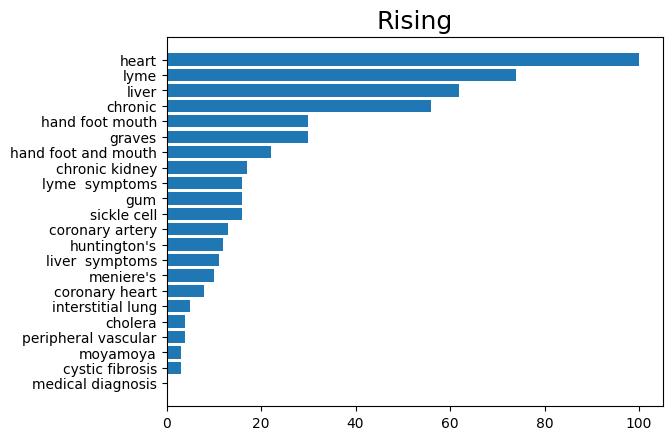 Rising
heart
lyme
liver
chronic
hand foot mouth
graves
hand foot and mouth
chronic kidney
lyme  symptoms
gum
sickle cell
coronary artery
huntington's
liver  symptoms
meniere's
coronary heart
interstitial lung
cholera
peripheral vascular
moyamoya
cystic fibrosis
medical diagnosis
0 20 40 60 80 100